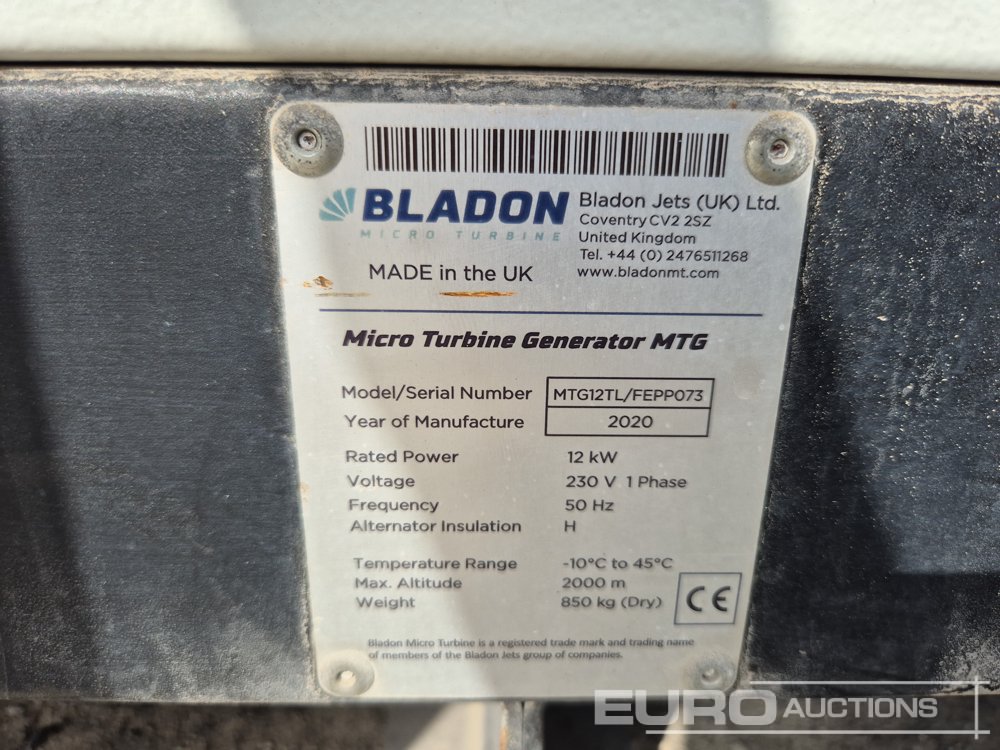 BLADON
MICRO TURBINE
Bladon Jets (UK) Ltd.
Coventry CV2 2SZ
United Kingdom
Tel. +44 (0) 2476511268
www.bladonmt.com
MADE in the UK
Micro Turbine Generator MTG
Model/Serial Number MTG12TL/FEPP073
Year of Manufacture 2020
Rated Power 12 kW
Voltage 230 V 1 Phase
Frequency 50 Hz
Alternator Insulation H
Temperature Range -10°C to 45°C
Max. Altitude 2000 m
Weight 850 kg (Dry)
CE
Bladon Micro Turbine is a registered trade mark and trading name
of members of the Bladon Jets group of companies.
EURO AUCTIONS